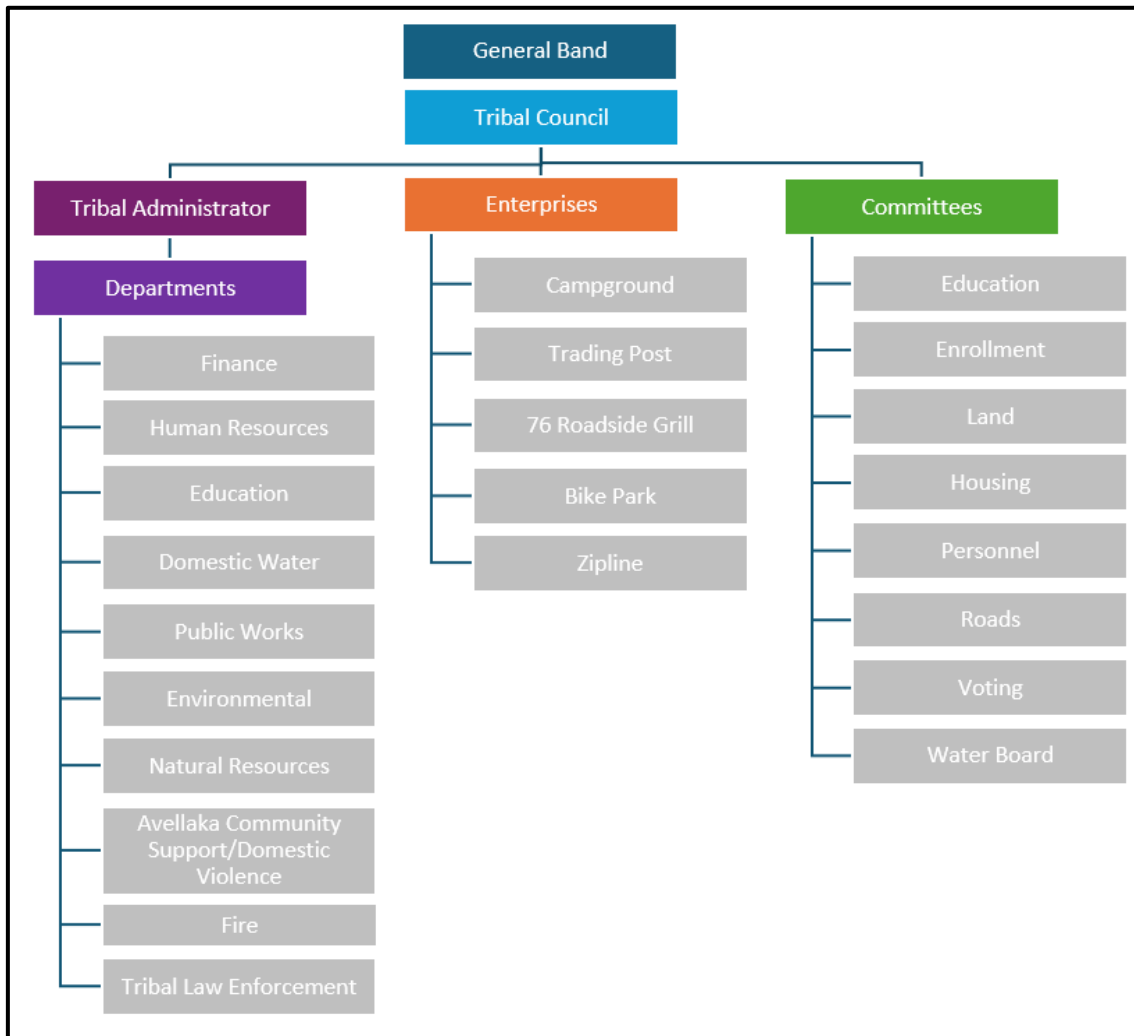 General Band
Tribal Council
Tribal Administrator
Departments
Finance
Human Resources
Education
Domestic Water
Public Works
Environmental
Natural Resources
Avellaka Community
Support/Domestic
Violence
Fire
Tribal Law Enforcement
Enterprises
Campground
Trading Post
76 Roadside Grill
Bike Park
Zipline
Committees
Education
Enrollment
Land
Housing
Personnel
Roads
Voting
Water Board